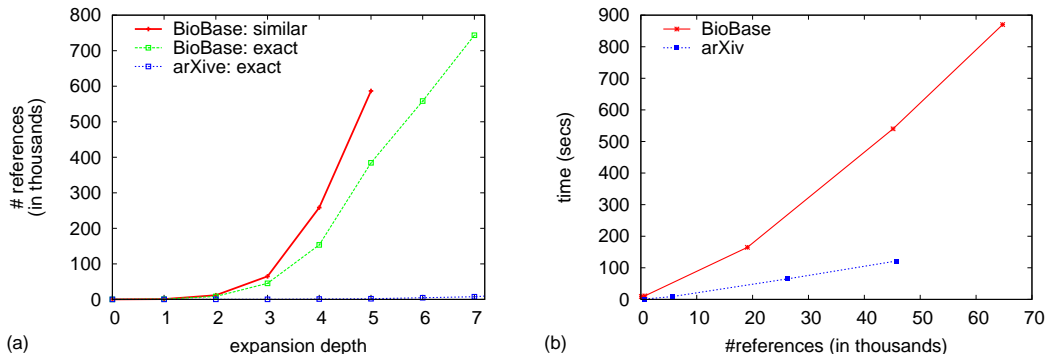 BioBase: similar
BioBase: exact
arXive: exact
800
700
600
500
400
300
200
100
0
# references
(in thousands)
0 1 2 3 4 5 6 7
expansion depth
(a)
BioBase
arXiv
900
800
700
600
500
400
300
200
100
0
time (secs)
0 10 20 30 40 50 60 70
#references (in thousands)
(b)